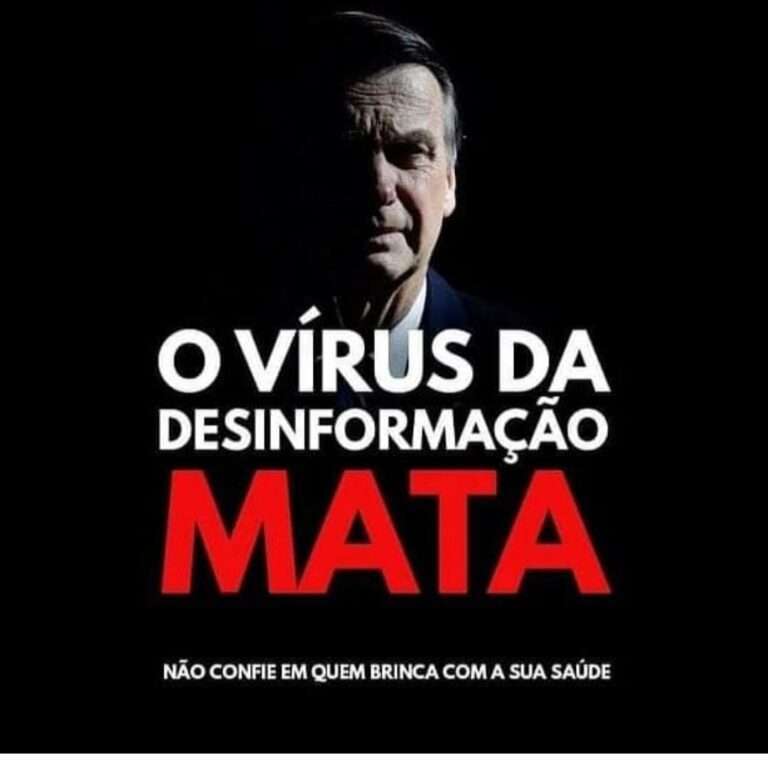 O VÍRUS DA
DESINFORMAÇÃO
MATA
NÃO CONFIE EM QUEM BRINCA COM A SUA SAÚDE